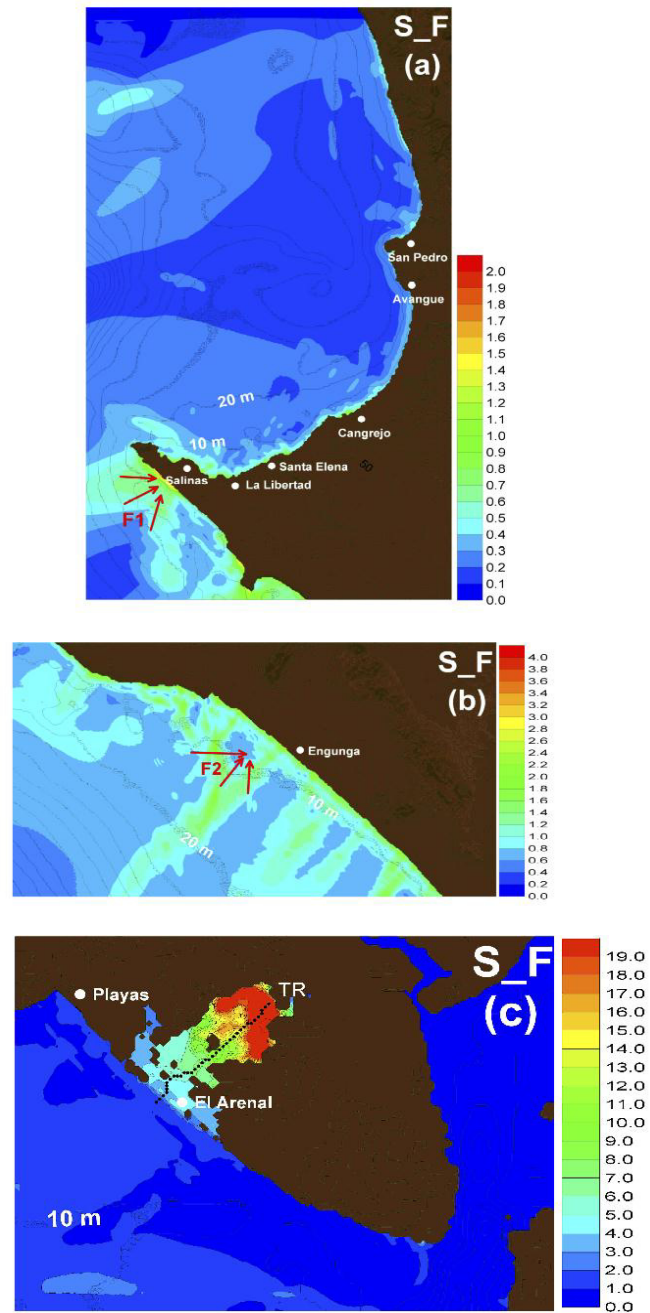 S_F
(a)
San Pedro
Avangue
20 m
Cangrejo
10 m
50
Santa Elena
Salinas
La Libertad
F1
2.0
1.9
1.8
1.7
1.6
1.5
1.4
1.3
1.2
1.1
1.0
0.9
0.8
0.7
0.6
0.5
0.4
0.3
0.2
0.1
0.0
S_F
(b)
Engunga
F2
10 m
20 m
4.0
3.8
3.6
3.4
3.2
3.0
2.8
2.6
2.4
2.2
2.0
1.8
1.6
1.4
1.2
1.0
0.8
0.6
0.4
0.2
0.0
S_F
(c)
Playas
TR
El Arenal
10 m
19.0
18.0
17.0
16.0
15.0
14.0
13.0
12.0
11.0
10.0
9.0
8.0
7.0
6.0
5.0
4.0
3.0
2.0
1.0
0.0